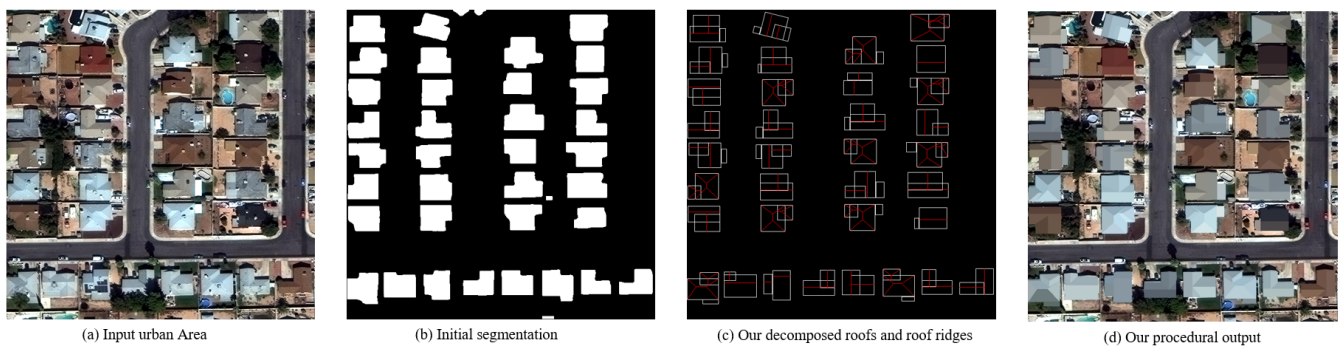 (a) Input urban Area
(b) Initial segmentation
(c) Our decomposed roofs and roof ridges
(d) Our procedural output